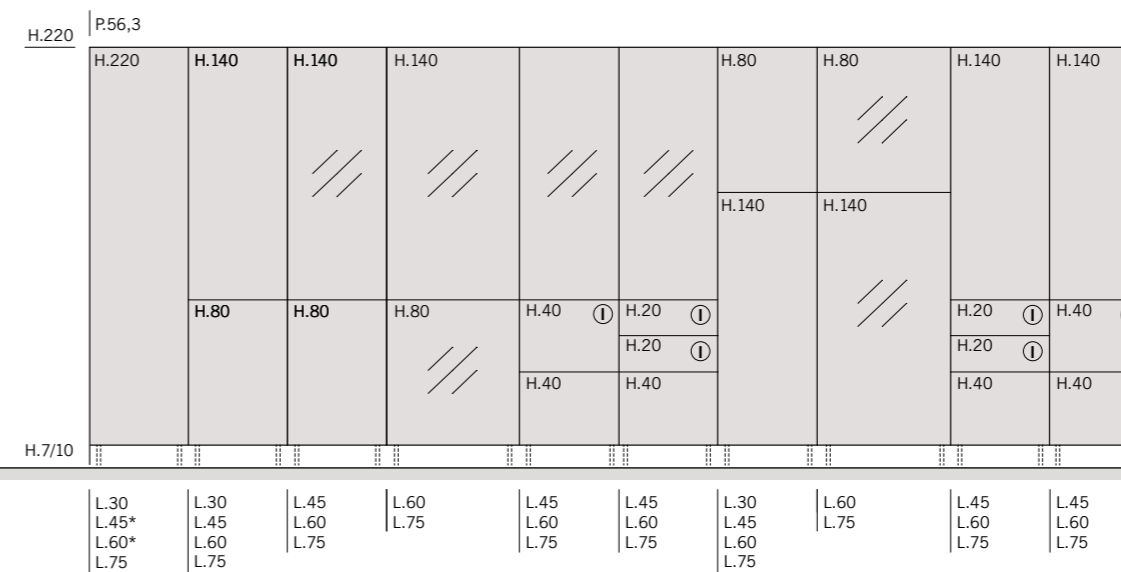 P.56,3
H.220
H.220 H.140 H.140 H.140 H.80 H.80 H.140 H.140
H.140 H.140
H.80 H.80 H.80 H.40 I H.20 I H.20 I H.40
H.20 I H.20 I
H.40 H.40 H.40 H.40
H.7/10
L.30 L.30 L.45 L.60 L.45 L.45 L.30 L.60 L.45 L.45
L.45* L.45 L.60 L.75 L.60 L.60 L.45 L.75 L.60 L.60
L.60* L.60 L.75 L.75 L.75 L.60 L.75 L.75
L.75 L.75 L.75